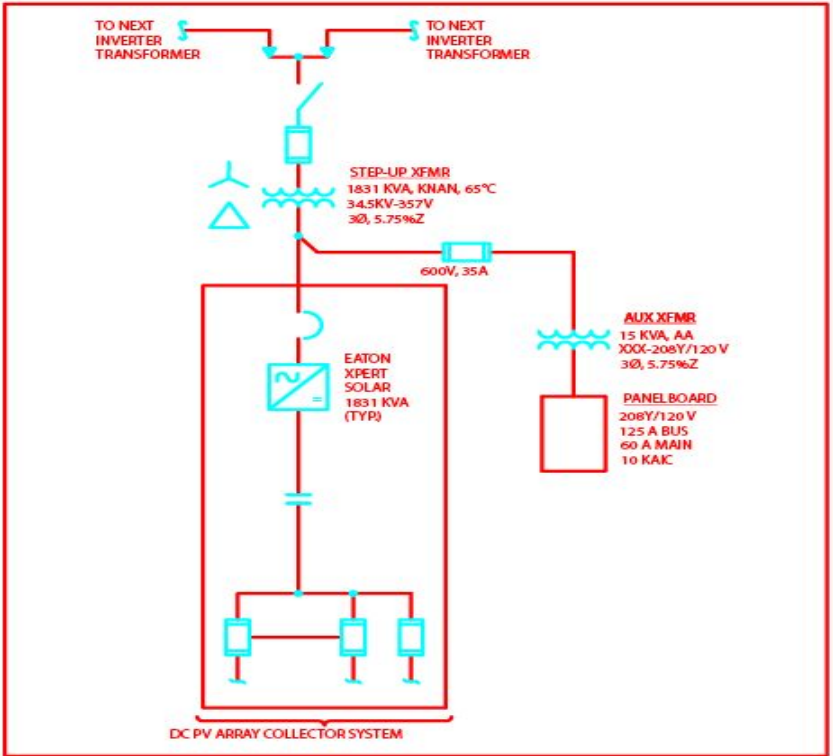 TO NEXT
INVERTER
TRANSFORMER
TO NEXT
INVERTER
TRANSFORMER
STEP-UP XFMR
1831 KVA, KNAN, 65°C
34.5KV-357V
3Ø, 5.75%Z
600V, 35A
AUX XFMR
15 KVA, AA
XXX-208Y/120 V
3Ø, 5.75%Z
EATON
XPERT
SOLAR
1831 KVA
(TYP.)
PANELBOARD
208Y/120 V
125 A BUS
60 A MAIN
10 KAIC
DC PV ARRAY COLLECTOR SYSTEM